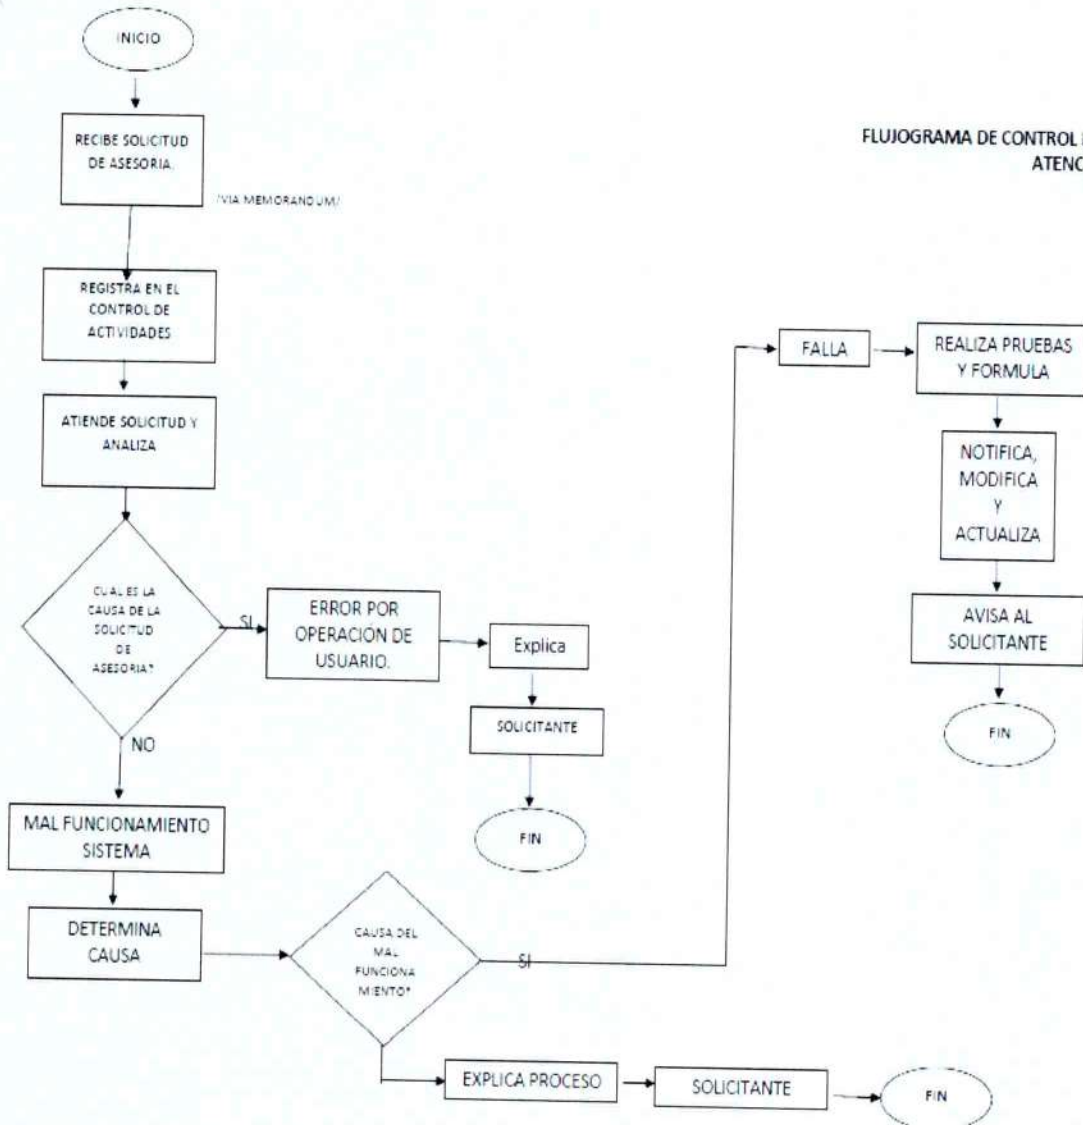 INICIO
RECIBE SOLICITUD
DE ASESORIA.
/VIA MEMORANDUM/
FLUJOGRAMA DE CONTROL
ATENC
REGISTRA EN EL
CONTROL DE
ACTIVIDADES
ATIENDE SOLICITUD Y
ANALIZA
CUAL ES LA
CAUSA DE LA
SOLICITUD
DE
ASESORIA?
SI
ERROR POR
OPERACIÓN DE
USUARIO.
Explica
SOLICITANTE
FIN
NO
MAL FUNCIONAMIENTO
SISTEMA
DETERMINA
CAUSA
CAUSA DEL
MAL
FUNCIONA
MIENTO?
SI
FALLA
REALIZA PRUEBAS
Y FORMULA
NOTIFICA,
MODIFICA
Y
ACTUALIZA
AVISA AL
SOLICITANTE
FIN
EXPLICA PROCESO
SOLICITANTE
FIN